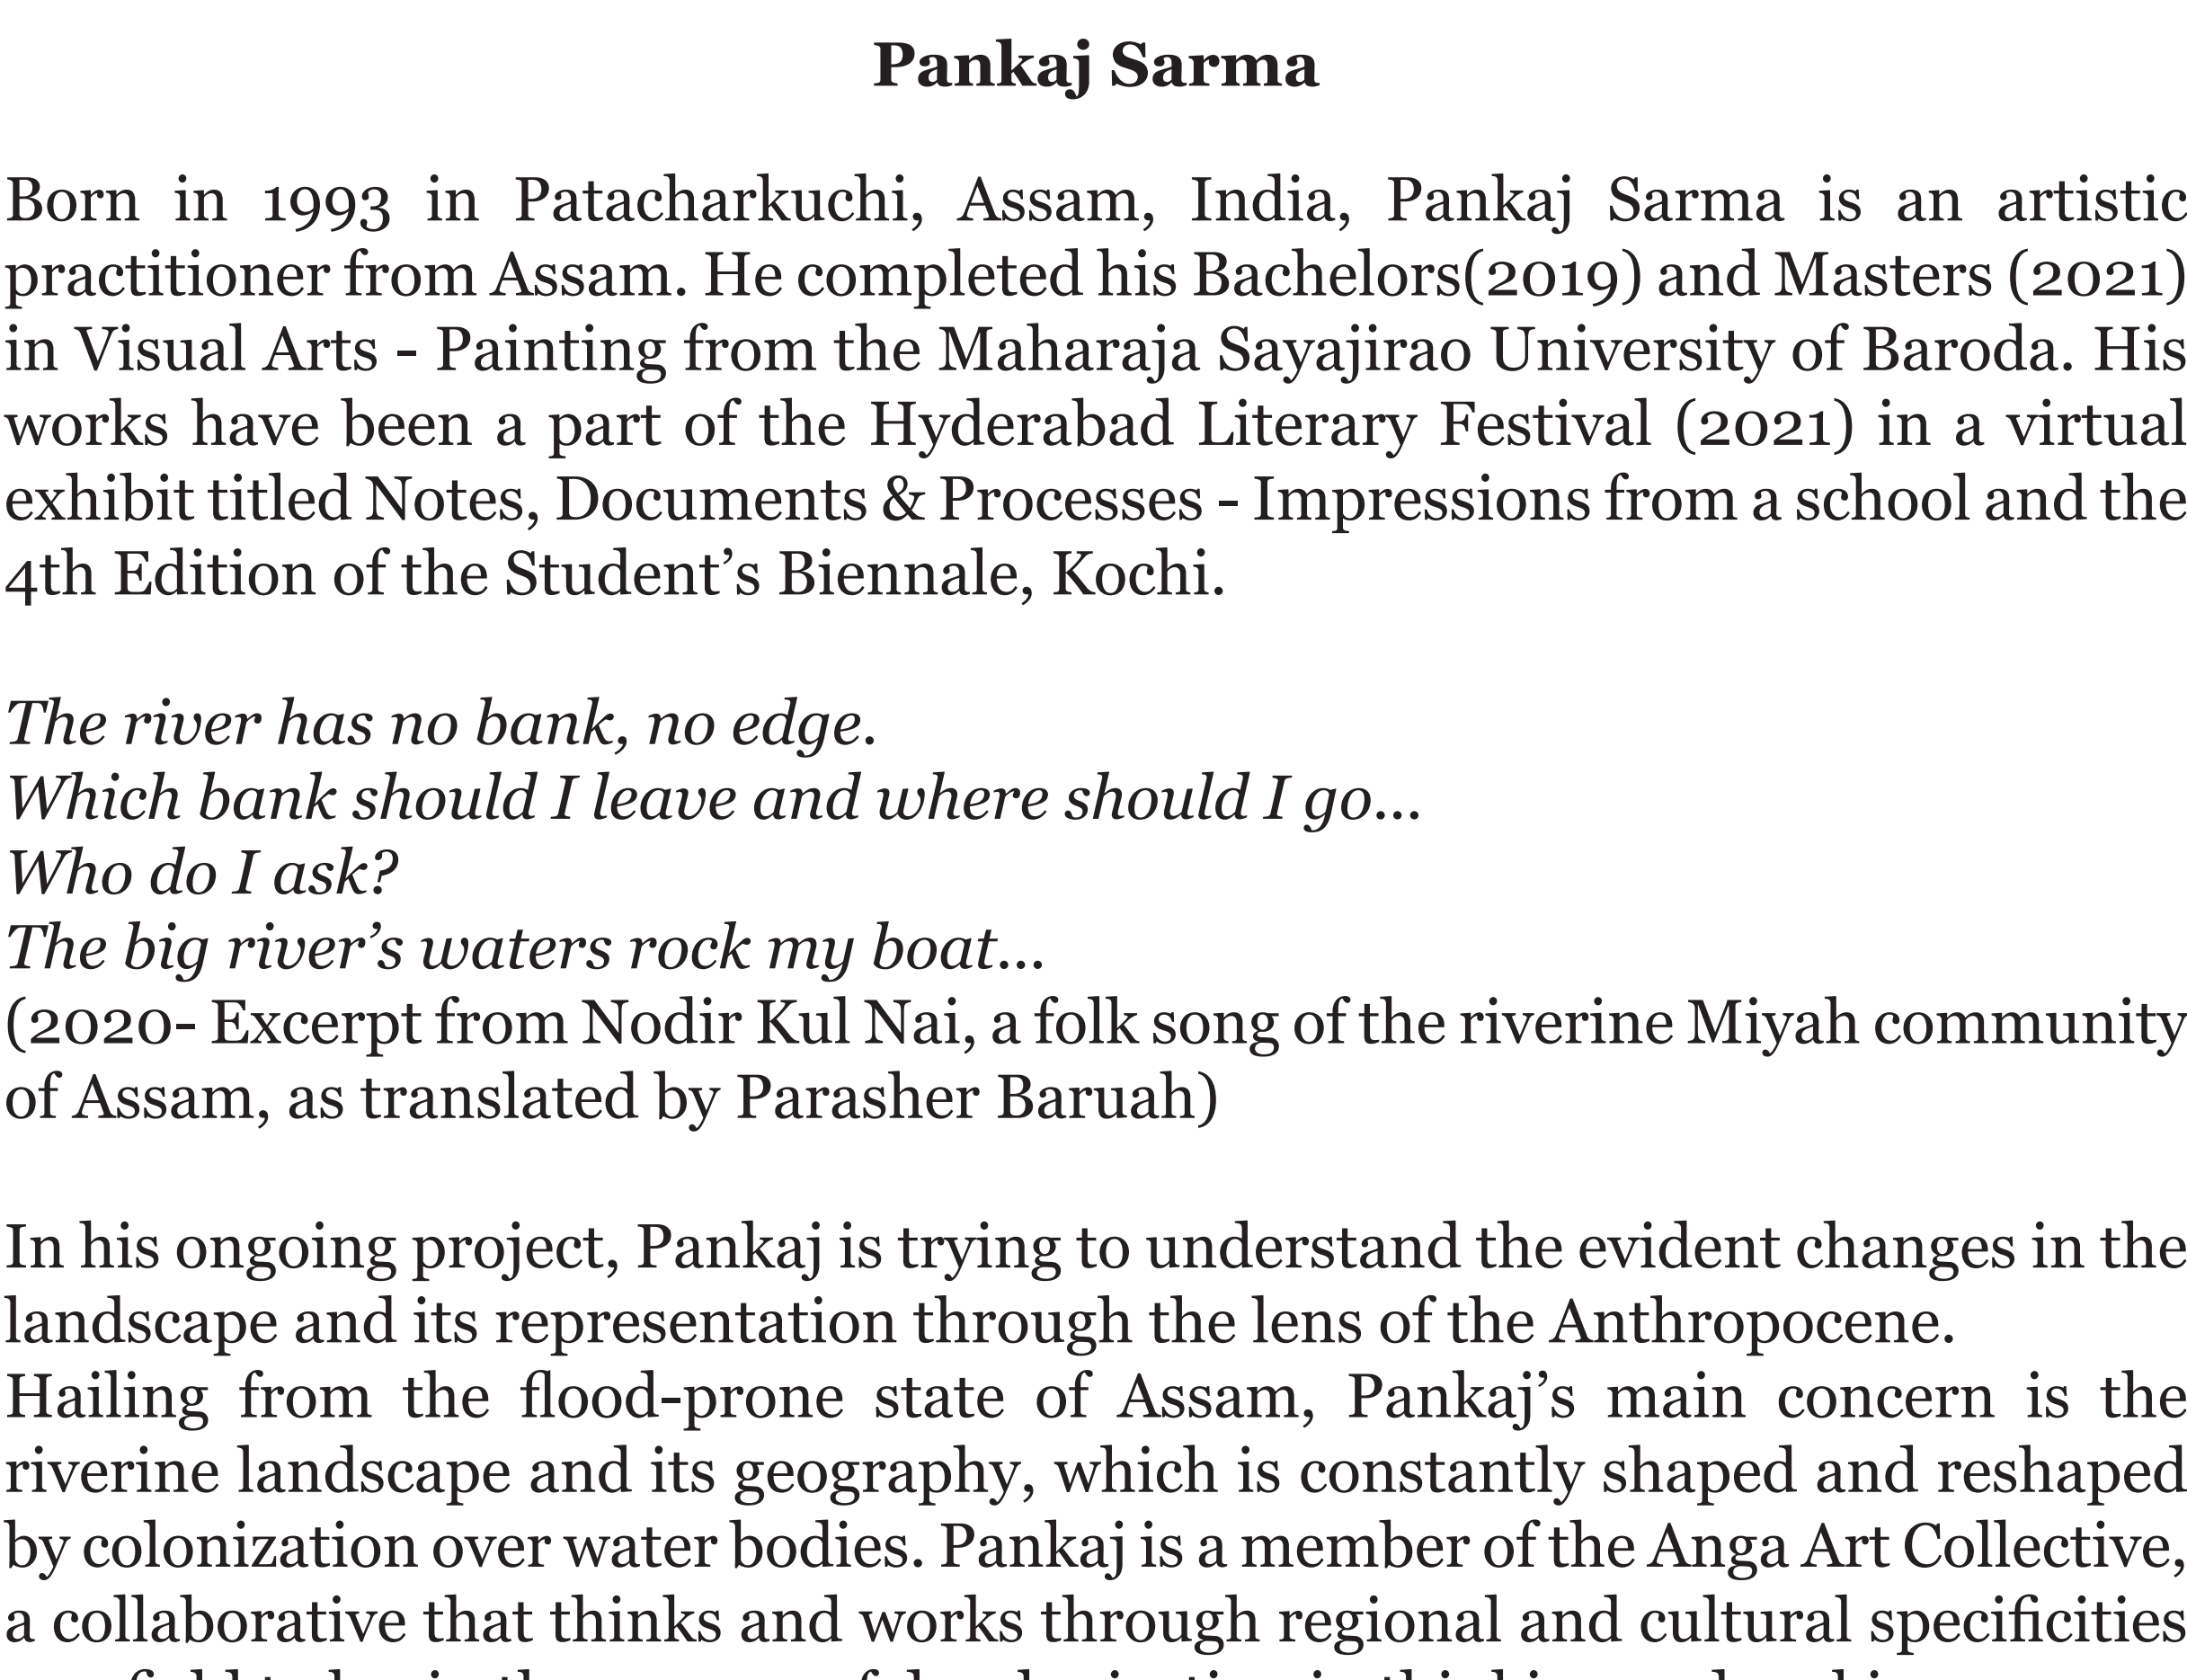 Pankaj Sarma
Born in 1993 in Patacharkuchi, Assam, India, Pankaj Sarma is an artistic
practitioner from Assam. He completed his Bachelors(2019) and Masters (2021)
in Visual Arts - Painting from the Maharaja Sayajirao University of Baroda. His
works have been a part of the Hyderabad Literary Festival (2021) in a virtual
exhibit titled Notes, Documents & Processes - Impressions from a school and the
4th Edition of the Student’s Biennale, Kochi.
The river has no bank, no edge.
Which bank should I leave and where should I go...
Who do I ask?
The big river’s waters rock my boat...
(2020- Excerpt from Nodir Kul Nai, a folk song of the riverine Miyah community
of Assam, as translated by Parasher Baruah)
In his ongoing project, Pankaj is trying to understand the evident changes in the
landscape and its representation through the lens of the Anthropocene.
Hailing from the flood-prone state of Assam, Pankaj’s main concern is the
riverine landscape and its geography, which is constantly shaped and reshaped
by colonization over water bodies. Pankaj is a member of the Anga Art Collective,
a collaborative that thinks and works through regional and cultural specificities